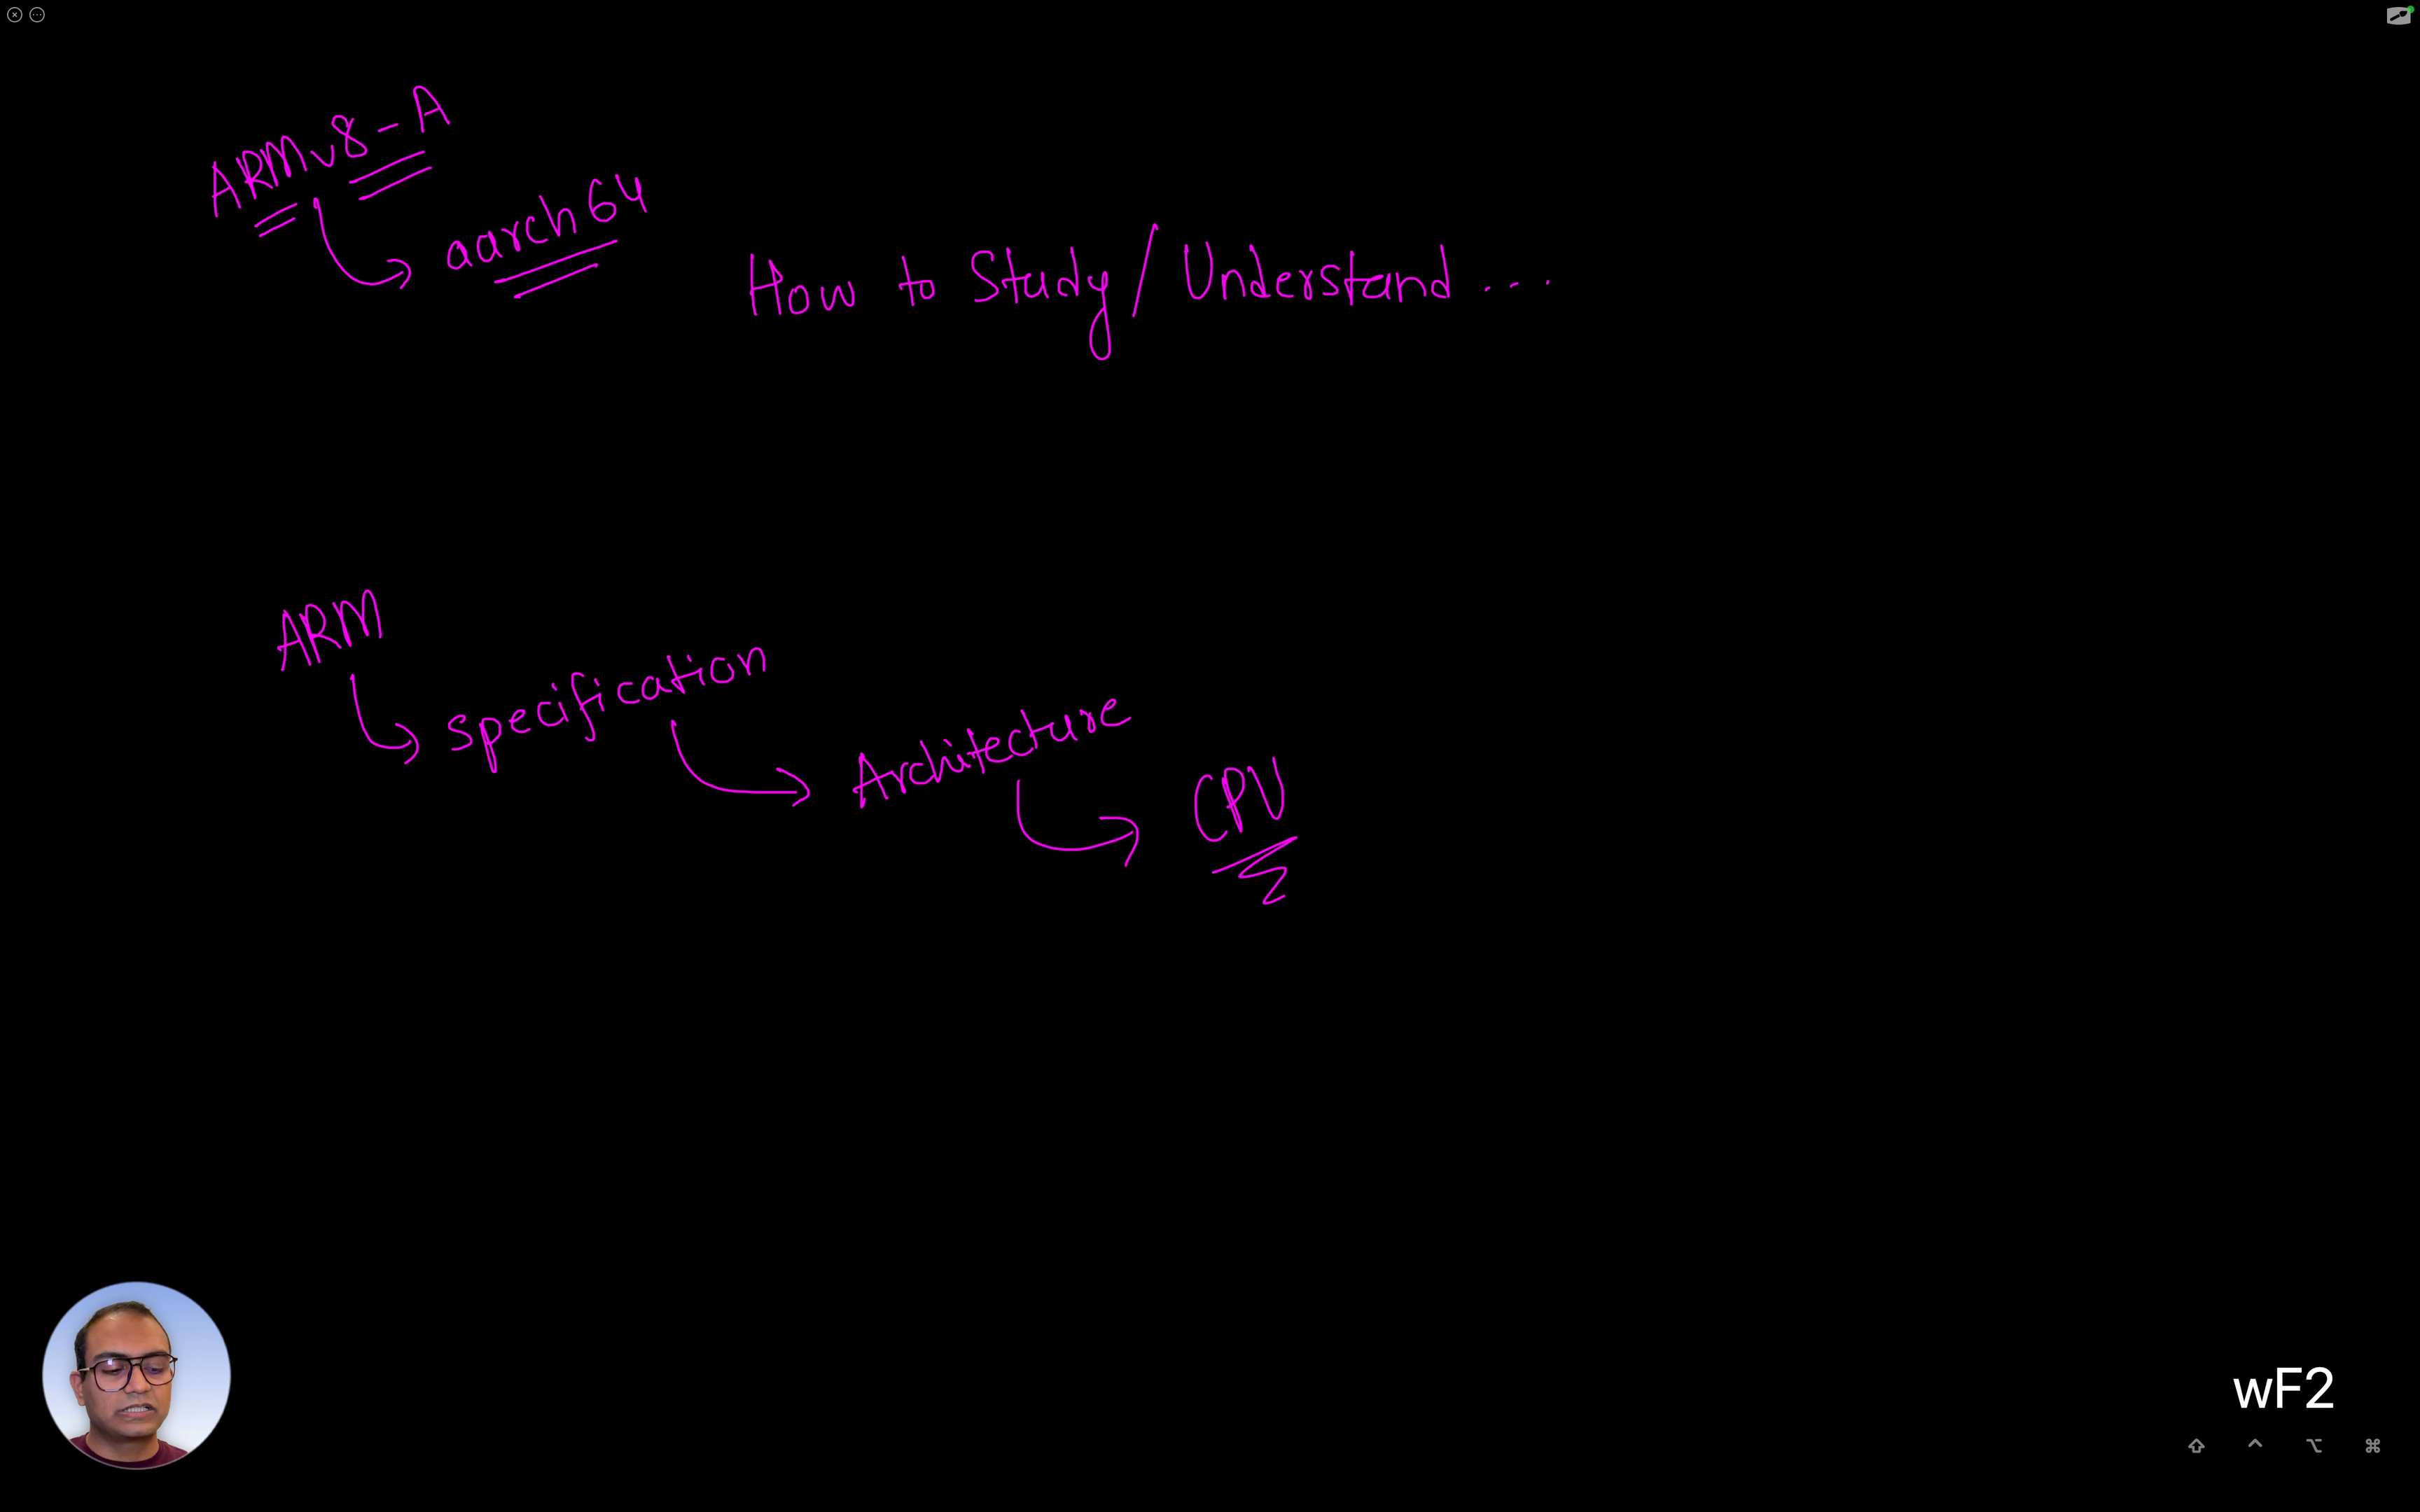 ARMv8-A
aarch64
How to Study/Understand...
ARM
specification
Architecture
CPU
wF2